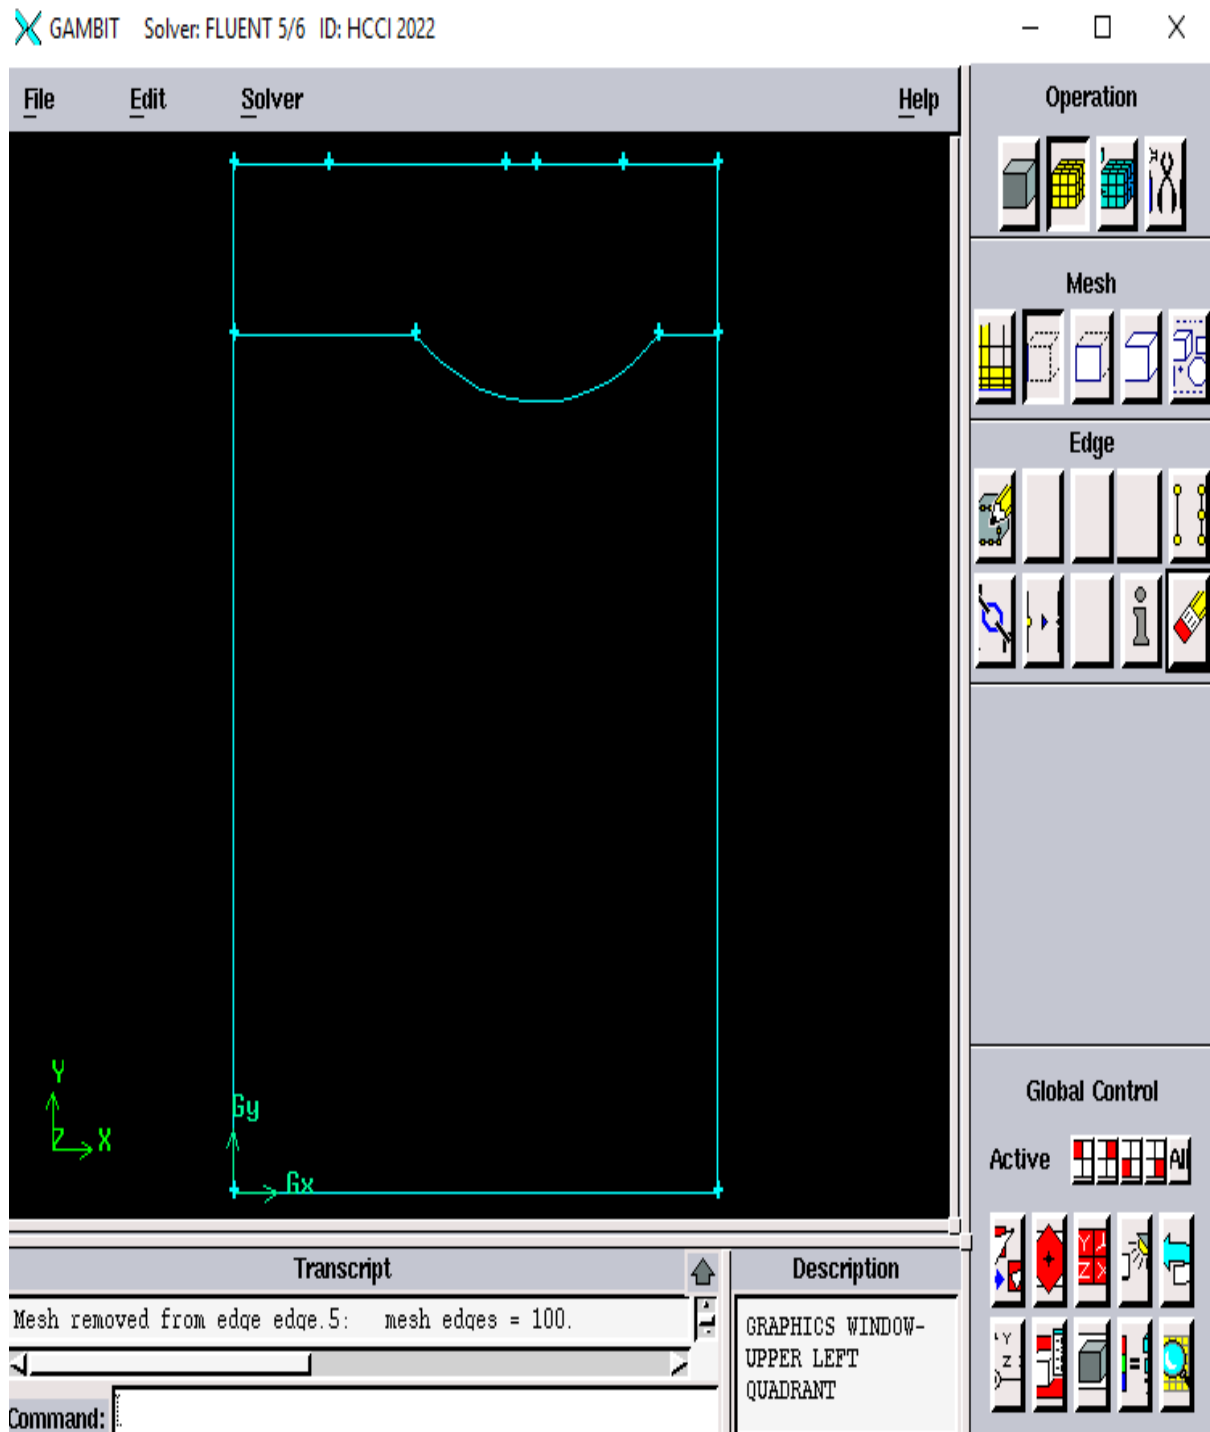 GAMBIT Solver: FLUENT 5/6 ID: HCCI 2022
File Edit Solver Help
Operation
Mesh
Edge
Y
Z X
Gy
Gx
Global Control
Active All
Transcript
Mesh removed from edge edge.5: mesh edges = 100.
Command:
Description
GRAPHICS WINDOW-
UPPER LEFT
QUADRANT